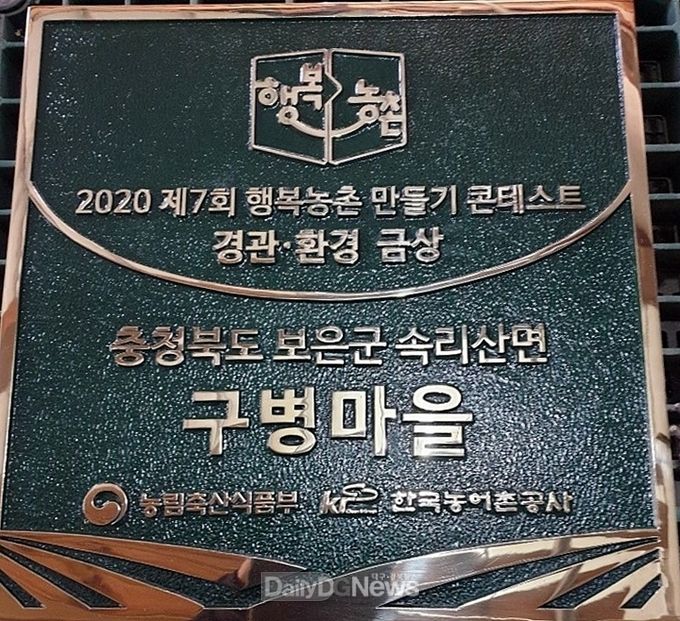 행복농촌
2020 제7회 행복농촌 만들기 콘테스트
경관·환경 금상
충청북도 보은군 속리산면
구병마을
농림축산식품부 한국농어촌공사
DailyDGNews